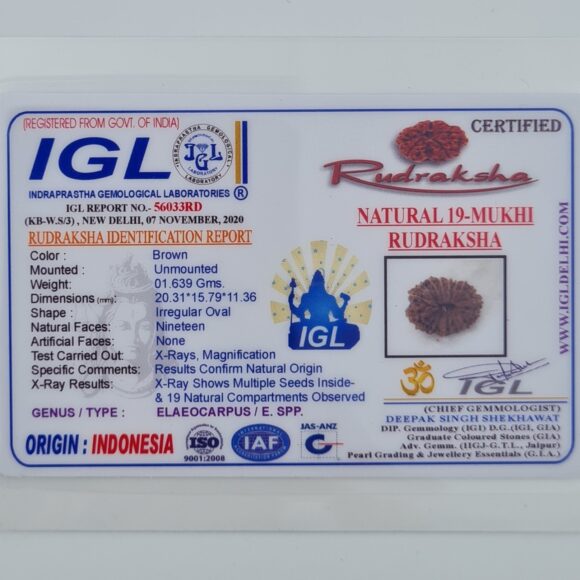 (REGISTERED FROM GOVT. OF INDIA)
IGL
INDRAPRASTHA GEMOLOGICAL LABORATORY
IGL
INDRAPRASTHA GEMOLOGICAL LABORATORIES ®
IGL REPORT NO.- 56033RD
(KB-W.S/3) , NEW DELHI, 07 NOVEMBER, 2020
RUDRAKSHA IDENTIFICATION REPORT
Color : Brown
Mounted : Unmounted
Weight: 01.639 Gms.
Dimensions (mm): 20.31*15.79*11.36
Shape : Irregular Oval
Natural Faces: Nineteen
Artificial Faces: None
Test Carried Out: X-Rays, Magnification
Specific Comments: Results Confirm Natural Origin
X-Ray Results: X-Ray Shows Multiple Seeds Inside-
& 19 Natural Compartments Observed
GENUS / TYPE : ELAEOCARPUS / E. SPP.
ORIGIN : INDONESIA
ISO
9001:2008
IAF
JAS-ANZ
IGL
CERTIFIED
Rudraksha
NATURAL 19-MUKHI
RUDRAKSHA
WWW.IGLDELHI.COM
ॐ
IGL
(CHIEF GEMMOLOGIST)
DEEPAK SINGH SHEKHAWAT
DIP. Gemmology (IGI) D.G.(IGI, GIA)
Graduate Coloured Stones (GIA)
Adv. Gemm. (IIGJ-G.T.L., Jaipur)
Pearl Grading & Jewellery Essentials (G.I.A.)